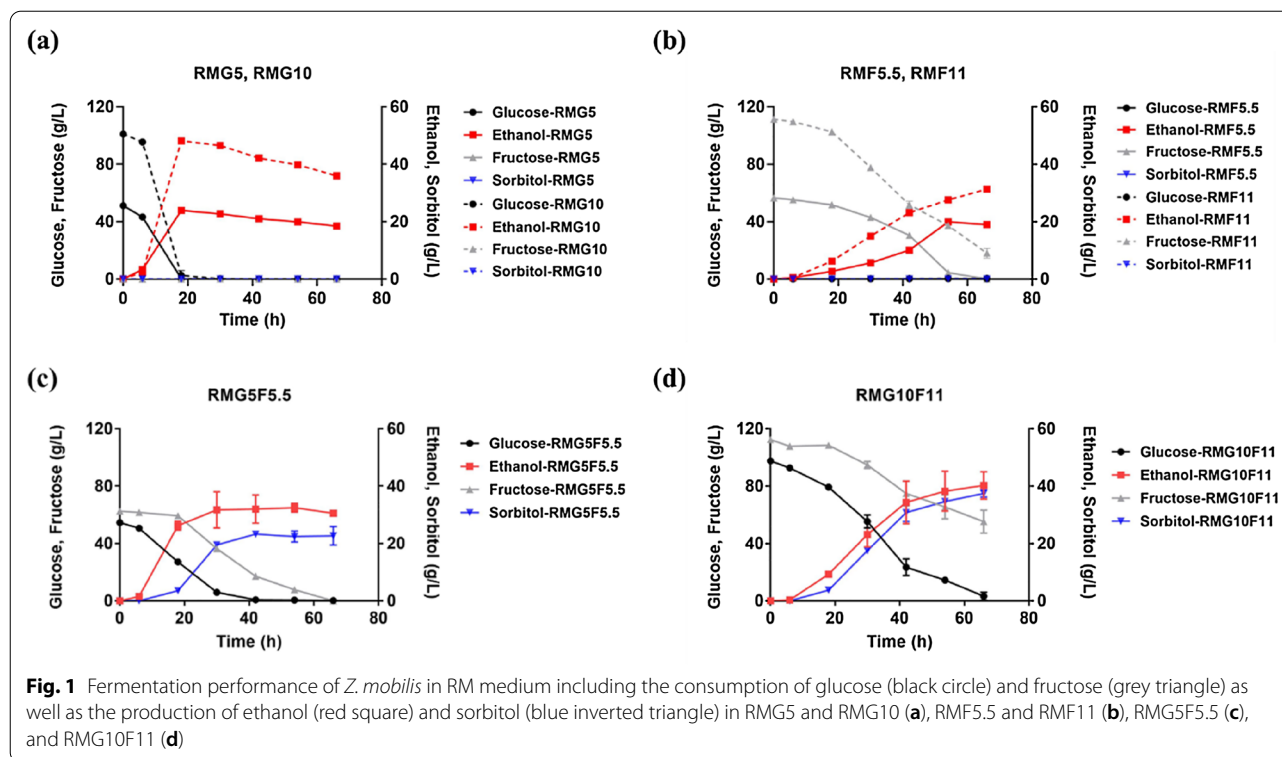 (a)
RMG5, RMG10
Glucose, Fructose (g/L)
120
80
40
0
0 20 40 60 80
Time (h)
60
40
20
0
Ethanol, Sorbitol (g/L)
Glucose-RMG5
Ethanol-RMG5
Fructose-RMG5
Sorbitol-RMG5
Glucose-RMG10
Ethanol-RMG10
Fructose-RMG10
Sorbitol-RMG10
(b)
RMF5.5, RMF11
Glucose, Fructose (g/L)
120
80
40
0
0 20 40 60 80
Time (h)
60
40
20
0
Ethanol, Sorbitol (g/L)
Glucose-RMF5.5
Ethanol-RMF5.5
Fructose-RMF5.5
Sorbitol-RMF5.5
Glucose-RMF11
Ethanol-RMF11
Fructose-RMF11
Sorbitol-RMF11
(c)
RMG5F5.5
Glucose, Fructose (g/L)
120
80
40
0
0 20 40 60 80
Time (h)
60
40
20
0
Ethanol, Sorbitol (g/L)
Glucose-RMG5F5.5
Ethanol-RMG5F5.5
Fructose-RMG5F5.5
Sorbitol-RMG5F5.5
(d)
RMG10F11
Glucose, Fructose (g/L)
120
80
40
0
0 20 40 60 80
Time (h)
60
40
20
0
Ethanol, Sorbitol (g/L)
Glucose-RMG10F11
Ethanol-RMG10F11
Fructose-RMG10F11
Sorbitol-RMG10F11
Fig. 1 Fermentation performance of Z. mobilis in RM medium including the consumption of glucose (black circle) and fructose (grey triangle) as
well as the production of ethanol (red square) and sorbitol (blue inverted triangle) in RMG5 and RMG10 (a), RMF5.5 and RMF11 (b), RMG5F5.5 (c),
and RMG10F11 (d)